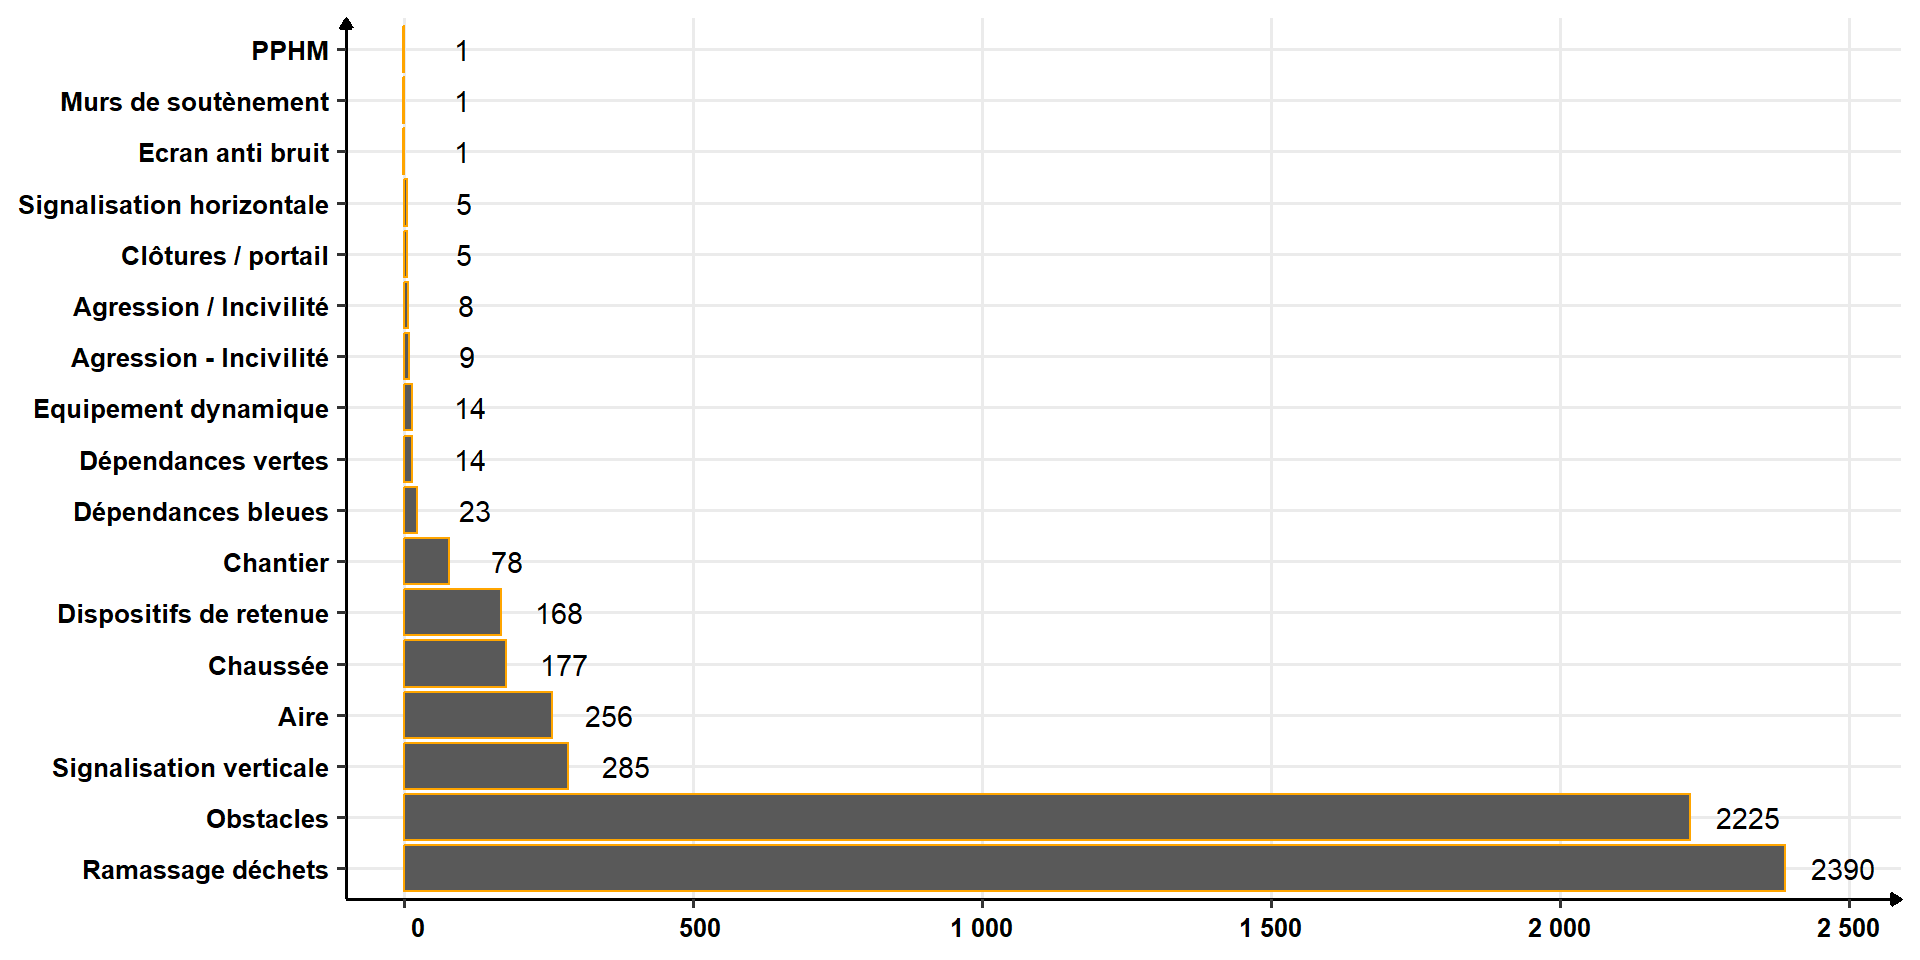 PPHM 1
Murs de soutènement 1
Ecran anti bruit 1
Signalisation horizontale 5
Clôtures / portail 5
Agression / Incivilité 8
Agression - Incivilité 9
Equipement dynamique 14
Dépendances vertes 14
Dépendances bleues 23
Chantier 78
Dispositifs de retenue 168
Chaussée 177
Aire 256
Signalisation verticale 285
Obstacles 2225
Ramassage déchets 2390
0 500 1 000 1 500 2 000 2 500